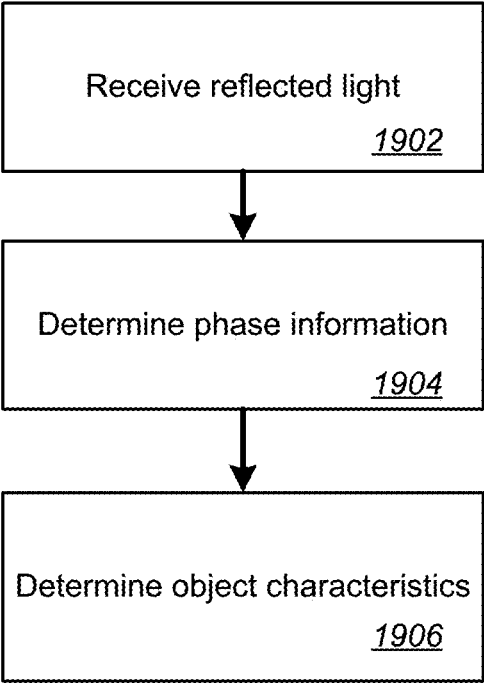 Receive reflected light
1902
Determine phase information
1904
Determine object characteristics
1906